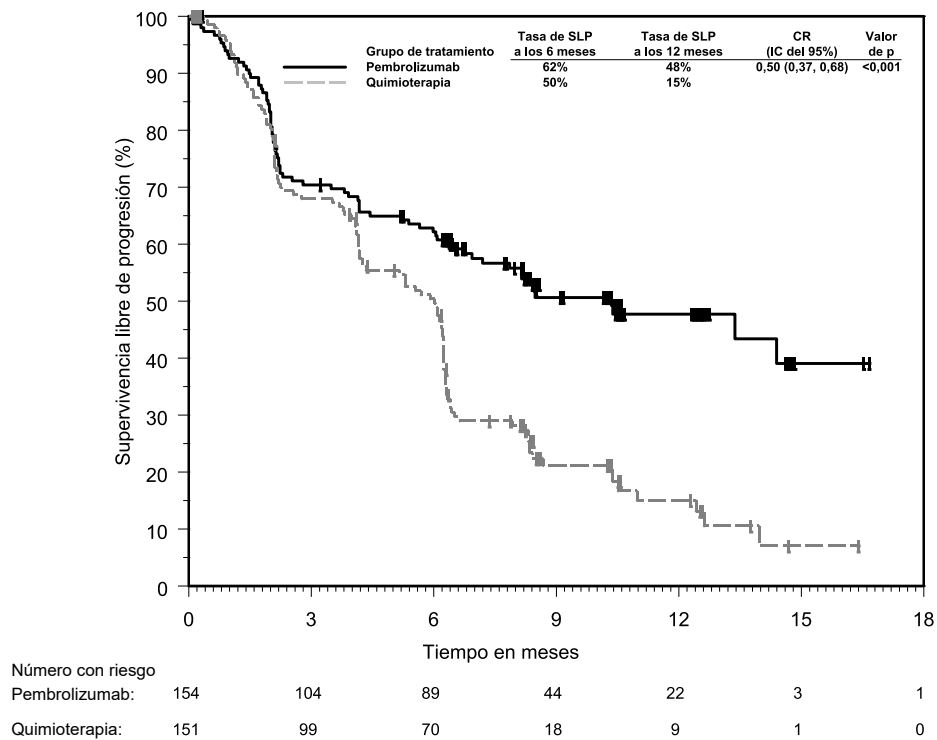 Tasa de SLP Tasa de SLP CR Valor
Grupo de tratamiento a los 6 meses a los 12 meses (IC del 95%) de p
Pembrolizumab 62% 48% 0,50 (0,37, 0,68) <0,001
Quimioterapia 50% 15%
Supervivencia libre de progresión (%)
100
90
80
70
60
50
40
30
20
10
0
0 3 6 9 12 15 18
Tiempo en meses
Número con riesgo
Pembrolizumab: 154 104 89 44 22 3 1
Quimioterapia: 151 99 70 18 9 1 0